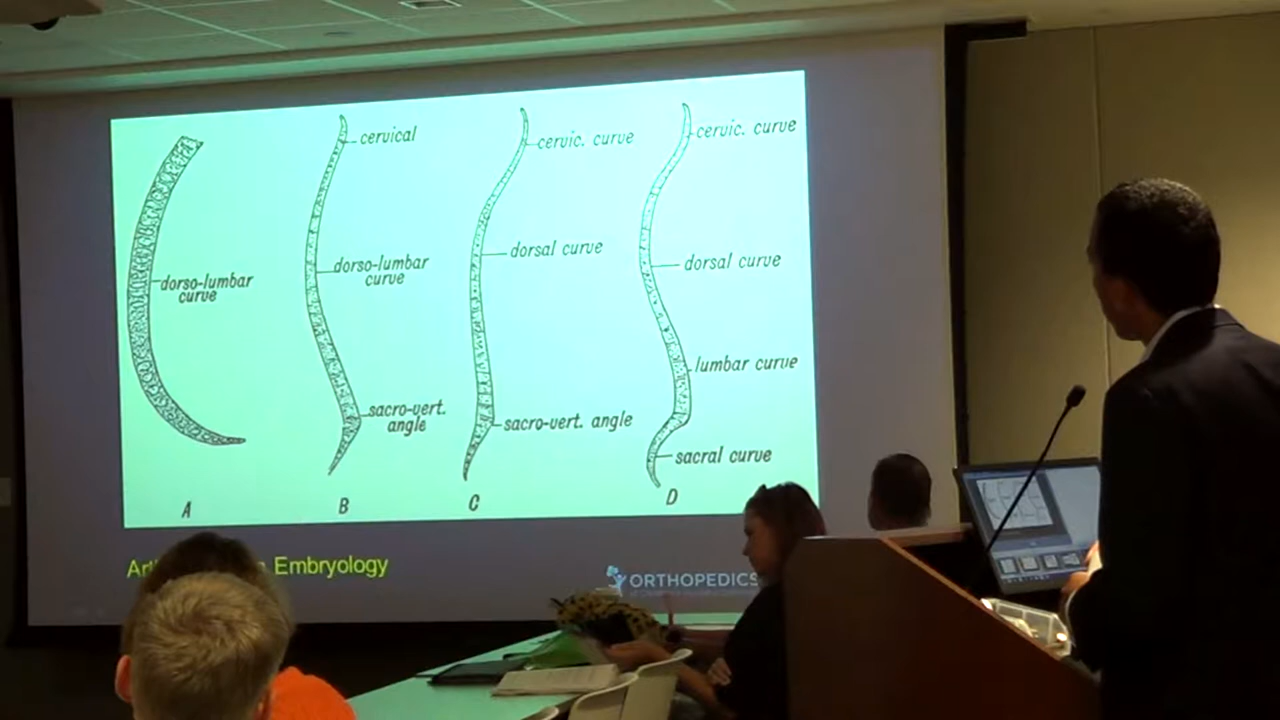 cervical
cervic. curve
cervic. curve
dorso-lumbar
curve
dorso-lumbar
curve
dorsal curve
dorsal curve
lumbar curve
sacro-vert.
angle
sacro-vert. angle
sacral curve
A
B
C
D
Embryology
ORTHOPEDICS